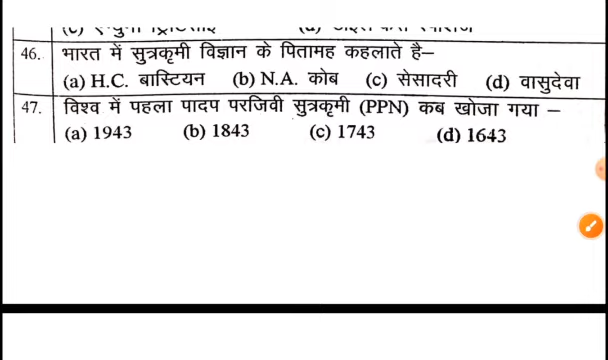 46. भारत में सुत्रकृमी विज्ञान के पितामह कहलाते है–
(a) H.C. बास्टियन (b) N.A. कोब (c) सेसादरी (d) वासुदेवा
47. विश्व में पहला पादप परजिवी सुत्रकृमी (PPN) कब खोजा गया –
(a) 1943 (b) 1843 (c) 1743 (d) 1643